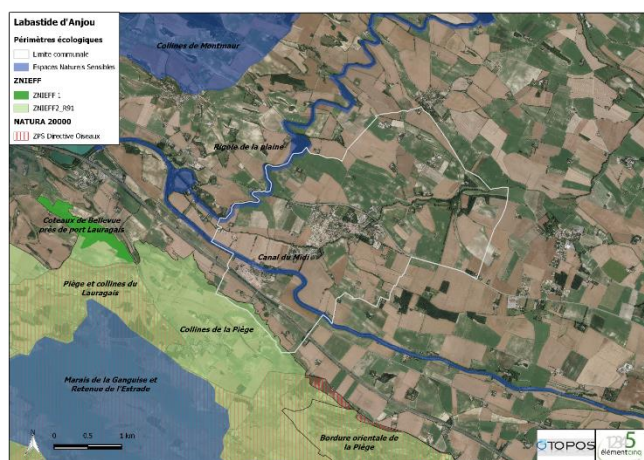 Labastide d'Anjou
Périmètres écologiques
Limite communale
Espaces Naturels Sensibles
ZNIEFF
ZNIEFF 1
ZNIEFF2_R91
NATURA 20000
ZPS Directive Oiseaux
Collines de Montmaur
Rigole de la plaine
Coteaux de Bellevue
près de port Lauragais
Canal du Midi
Piège et collines du
Lauragais
Collines de la Piège
Marais de la Ganguise et
Retenue de l'Estrade
Bordure orientale de
la Piège
N
0 0.5 1 km
TOPOS
5
élément